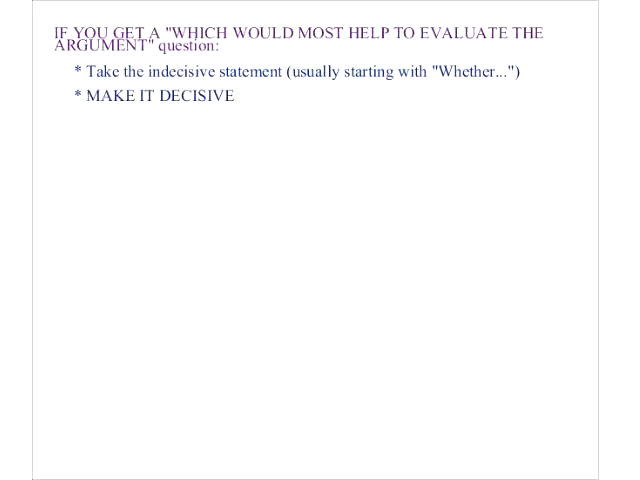 IF YOU GET A "WHICH WOULD MOST HELP TO EVALUATE THE
ARGUMENT" question:
* Take the indecisive statement (usually starting with "Whether...")
* MAKE IT DECISIVE